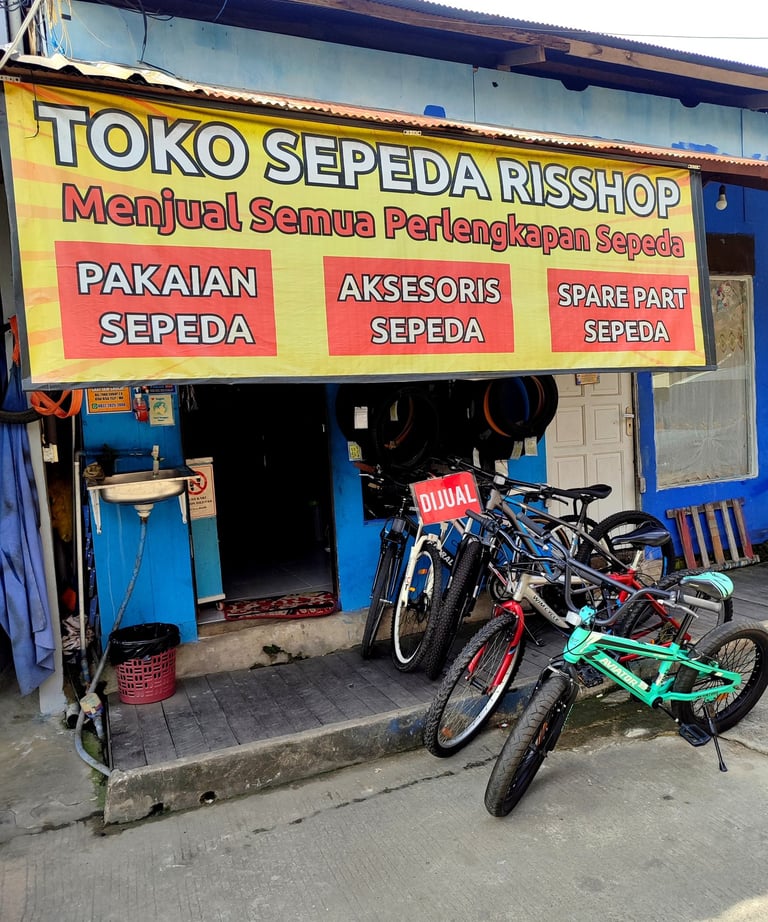 TOKO SEPEDA RISSHOP
Menjual Semua Perlengkapan Sepeda
PAKAIAN
SEPEDA
AKSESORIS
SEPEDA
SPARE PART
SEPEDA
DIJUAL
AVIATOR